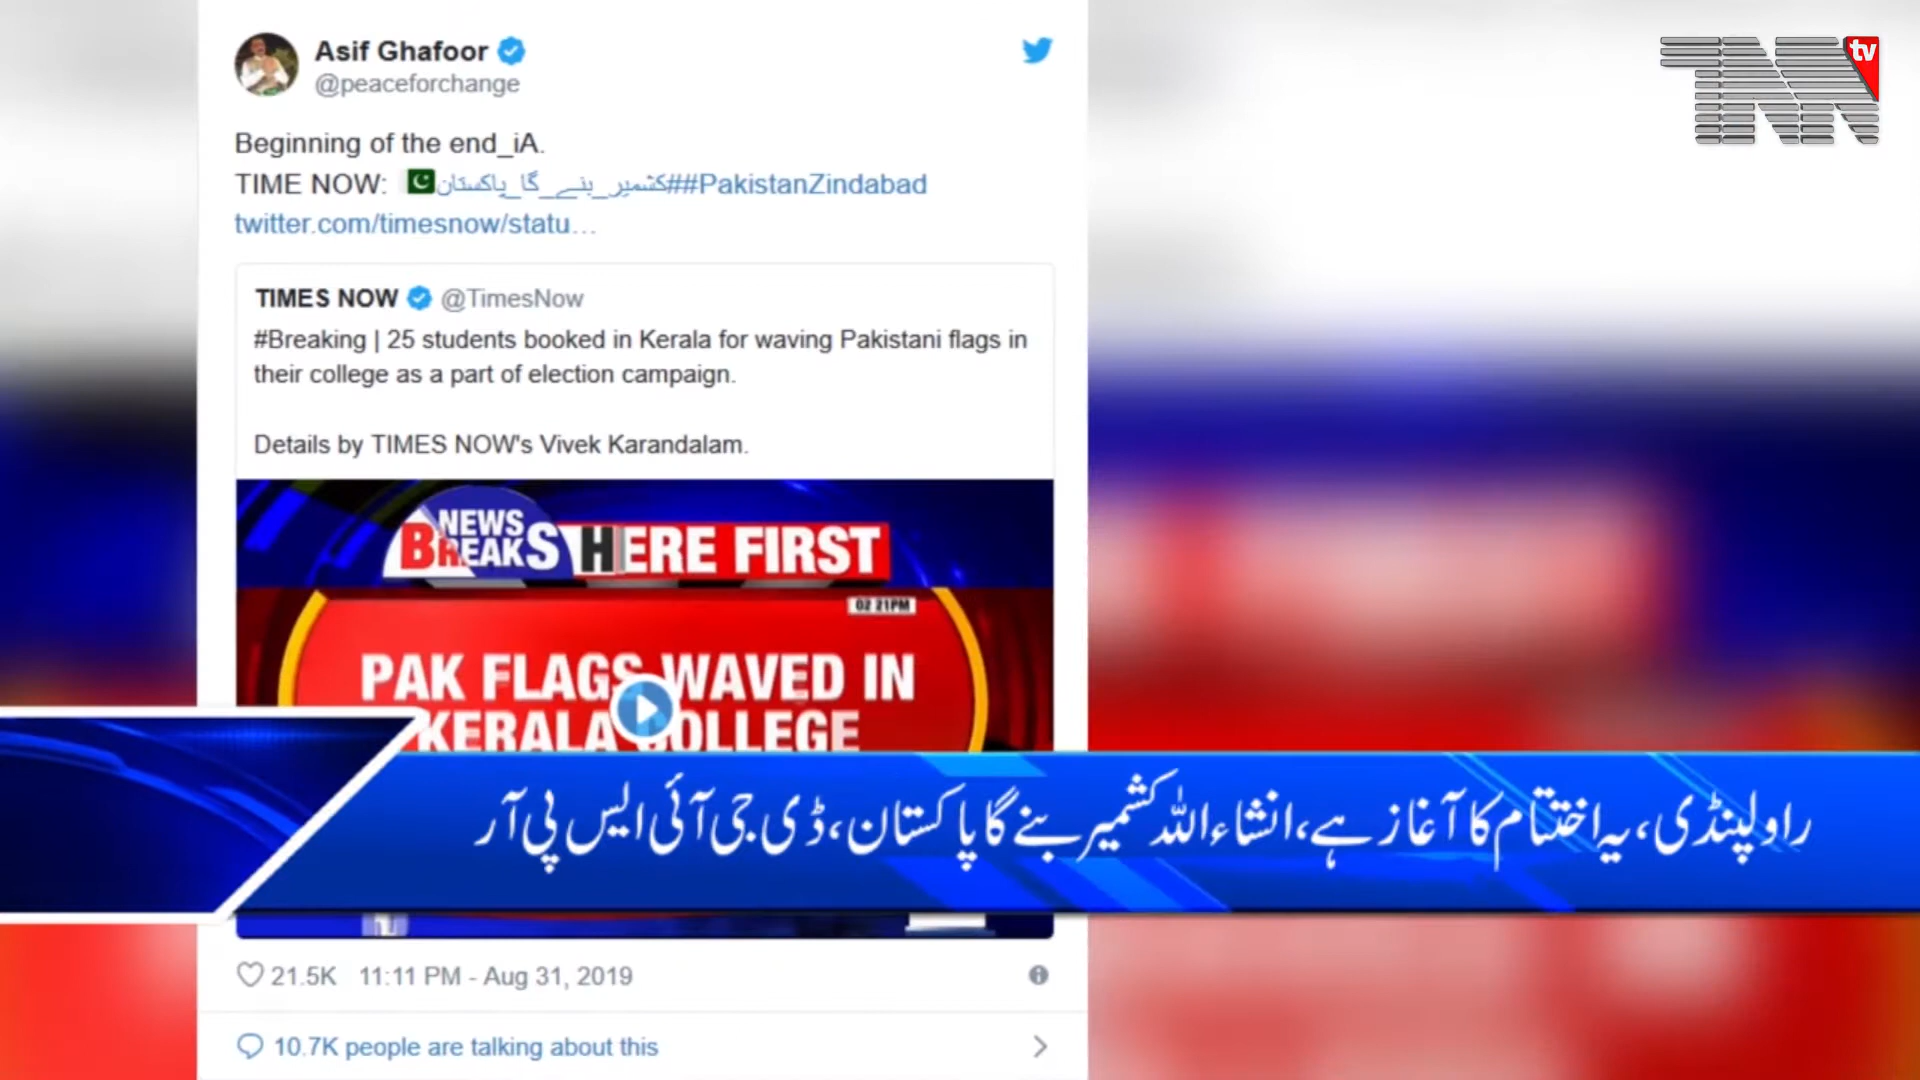 Asif Ghafoor
@peaceforchange
TNN tv
Beginning of the end_iA.
TIME NOW: کشمیر_بنے_گا_پاکستان##PakistanZindabad
twitter.com/timesnow/statu…
TIMES NOW @TimesNow
#Breaking | 25 students booked in Kerala for waving Pakistani flags in
their college as a part of election campaign.
Details by TIMES NOW's Vivek Karandalam.
NEWS BREAKS HERE FIRST
02 21PM
PAK FLAGS WAVED IN
KERALA COLLEGE
راولپنڈی، یہ اختتام کا آغاز ہے، انشاءاللہ کشمیر بنے گا پاکستان، ڈی جی آئی ایس پی آر
21.5K 11:11 PM - Aug 31, 2019
10.7K people are talking about this